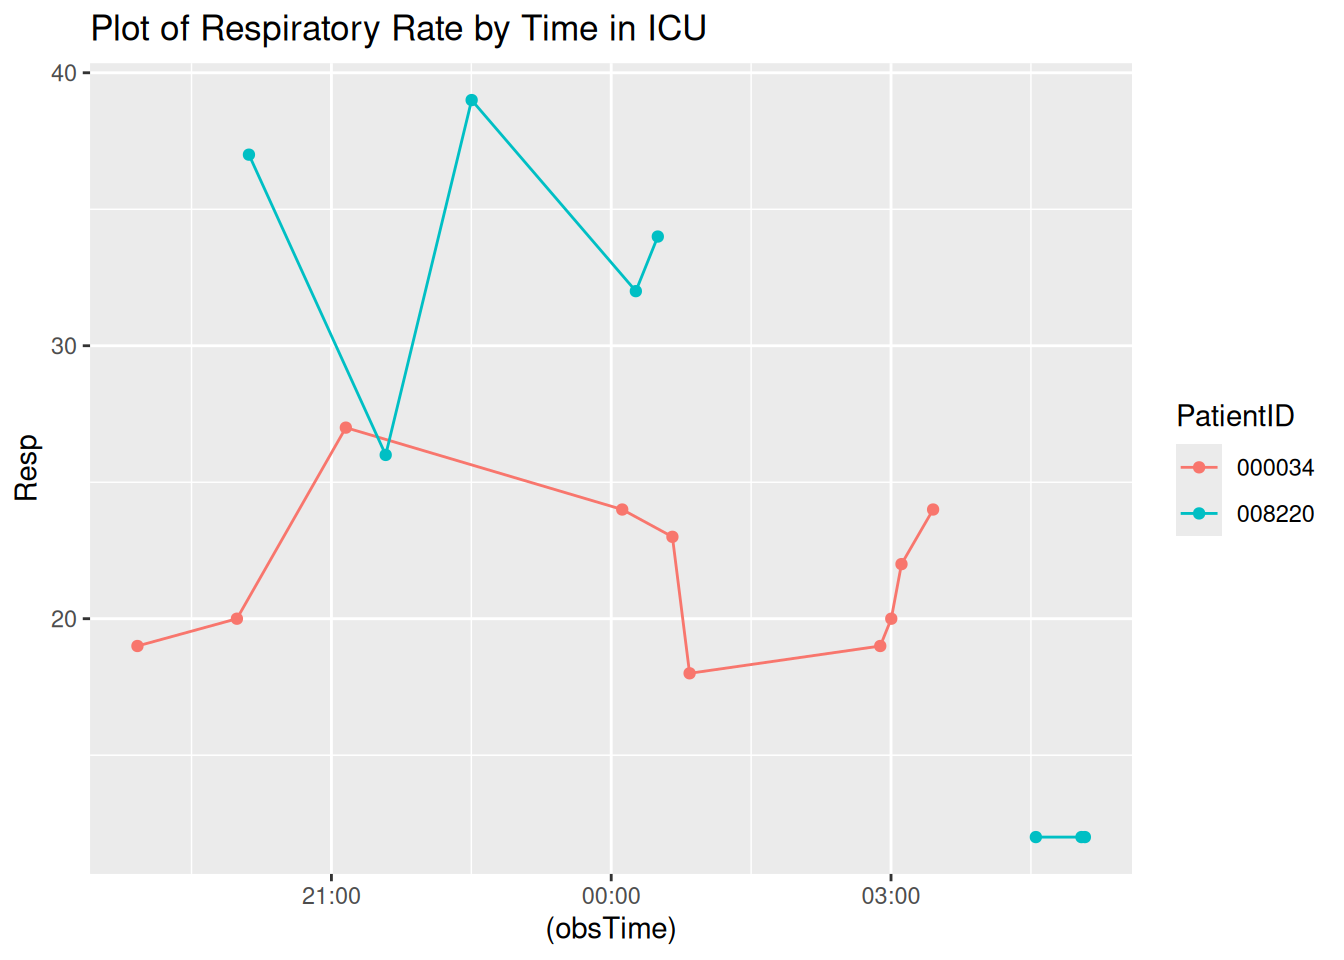 Plot of Respiratory Rate by Time in ICU
40
30
20
Resp
21:00
00:00
03:00
(obsTime)
PatientID
000034
008220